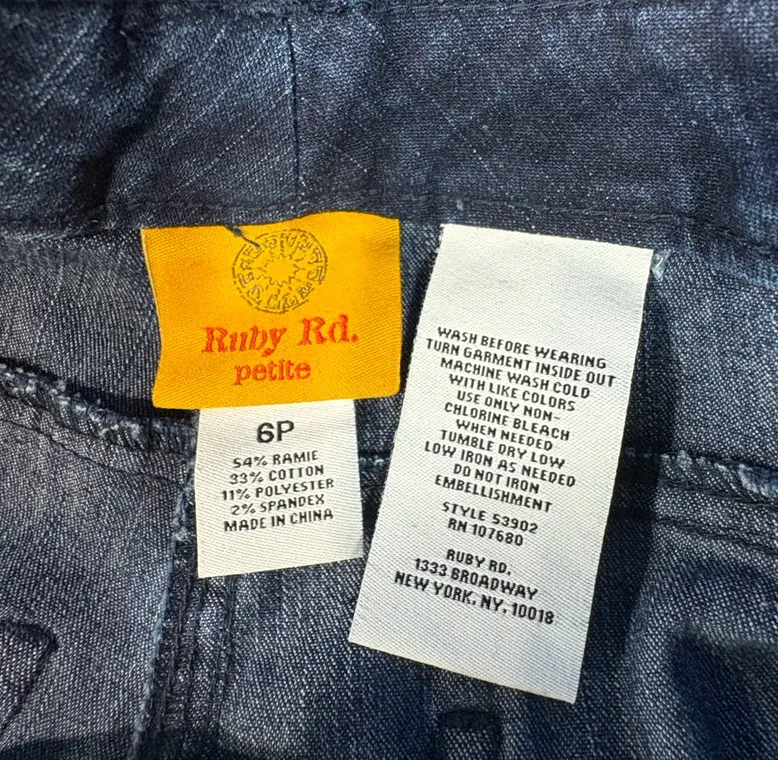 Ruby Rd.
petite
6P
54% RAMIE
33% COTTON
11% POLYESTER
2% SPANDEX
MADE IN CHINA
WASH BEFORE WEARING
TURN GARMENT INSIDE OUT
MACHINE WASH COLD
WITH LIKE COLORS
USE ONLY NON-
CHLORINE BLEACH
WHEN NEEDED
TUMBLE DRY LOW
LOW IRON AS NEEDED
DO NOT IRON
EMBELLISHMENT
STYLE 53902
RN 107680
RUBY RD,
1333 BROADWAY
NEW YORK, NY, 10018